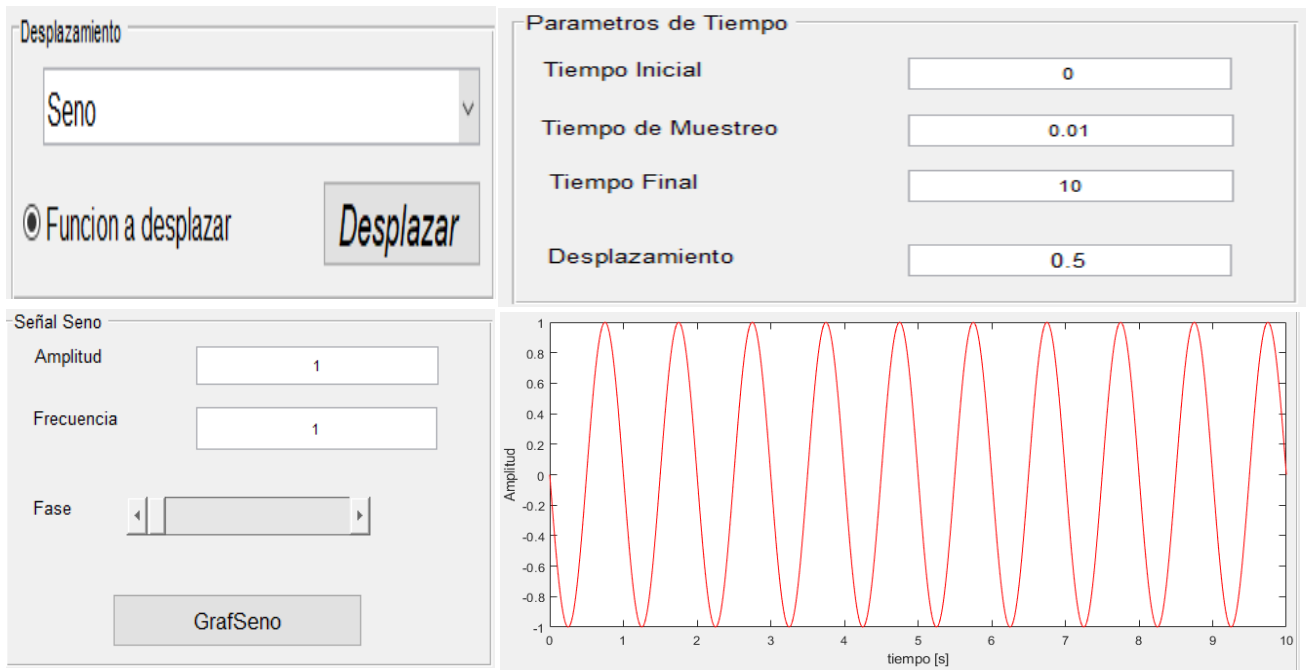 Desplazamiento
Seno
Funcion a desplazar
Desplazar
Parametros de Tiempo
Tiempo Inicial 0
Tiempo de Muestreo 0.01
Tiempo Final 10
Desplazamiento 0.5
Señal Seno
Amplitud 1
Frecuencia 1
Fase
GrafSeno
Amplitud
1
0.8
0.6
0.4
0.2
0
-0.2
-0.4
-0.6
-0.8
-1
0 1 2 3 4 5 6 7 8 9 10
tiempo [s]